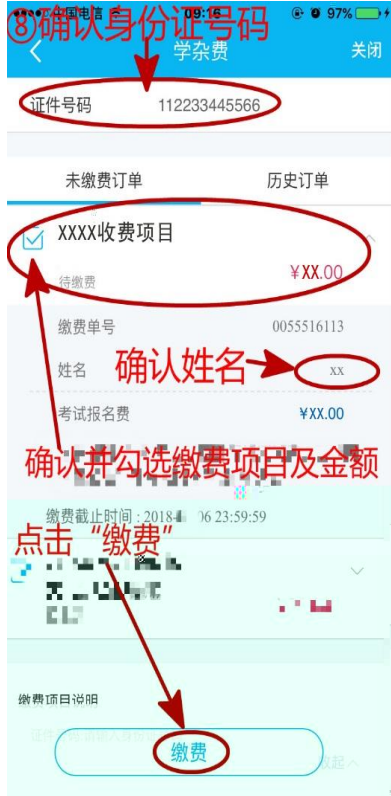 中国电信 09:16 97%
⑧确认身份证号码
学杂费 关闭
证件号码 112233445566
未缴费订单 历史订单
XXXX收费项目
待缴费 ¥XX.00
缴费单号 0055516113
姓名 确认姓名 xx
考试报名费 ¥XX.00
确认并勾选缴费项目及金额
缴费截止时间：2018- 06 23:59:59
点击“缴费”
缴费项目说明
缴费
收起